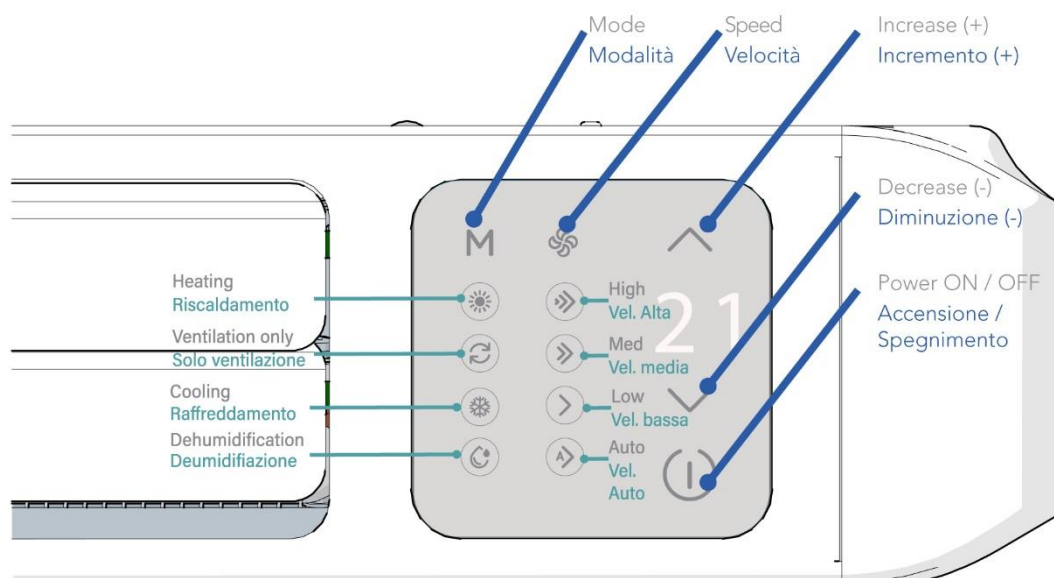 Mode
Modalità
Speed
Velocità
Increase (+)
Incremento (+)
Decrease (-)
Diminuzione (-)
Power ON / OFF
Accensione /
Spegnimento
M
Heating
Riscaldamento
Ventilation only
Solo ventilazione
Cooling
Raffreddamento
Dehumidification
Deumidifiazione
High
Vel. Alta
Med
Vel. media
Low
Vel. bassa
A
Auto
Vel.
Auto
21